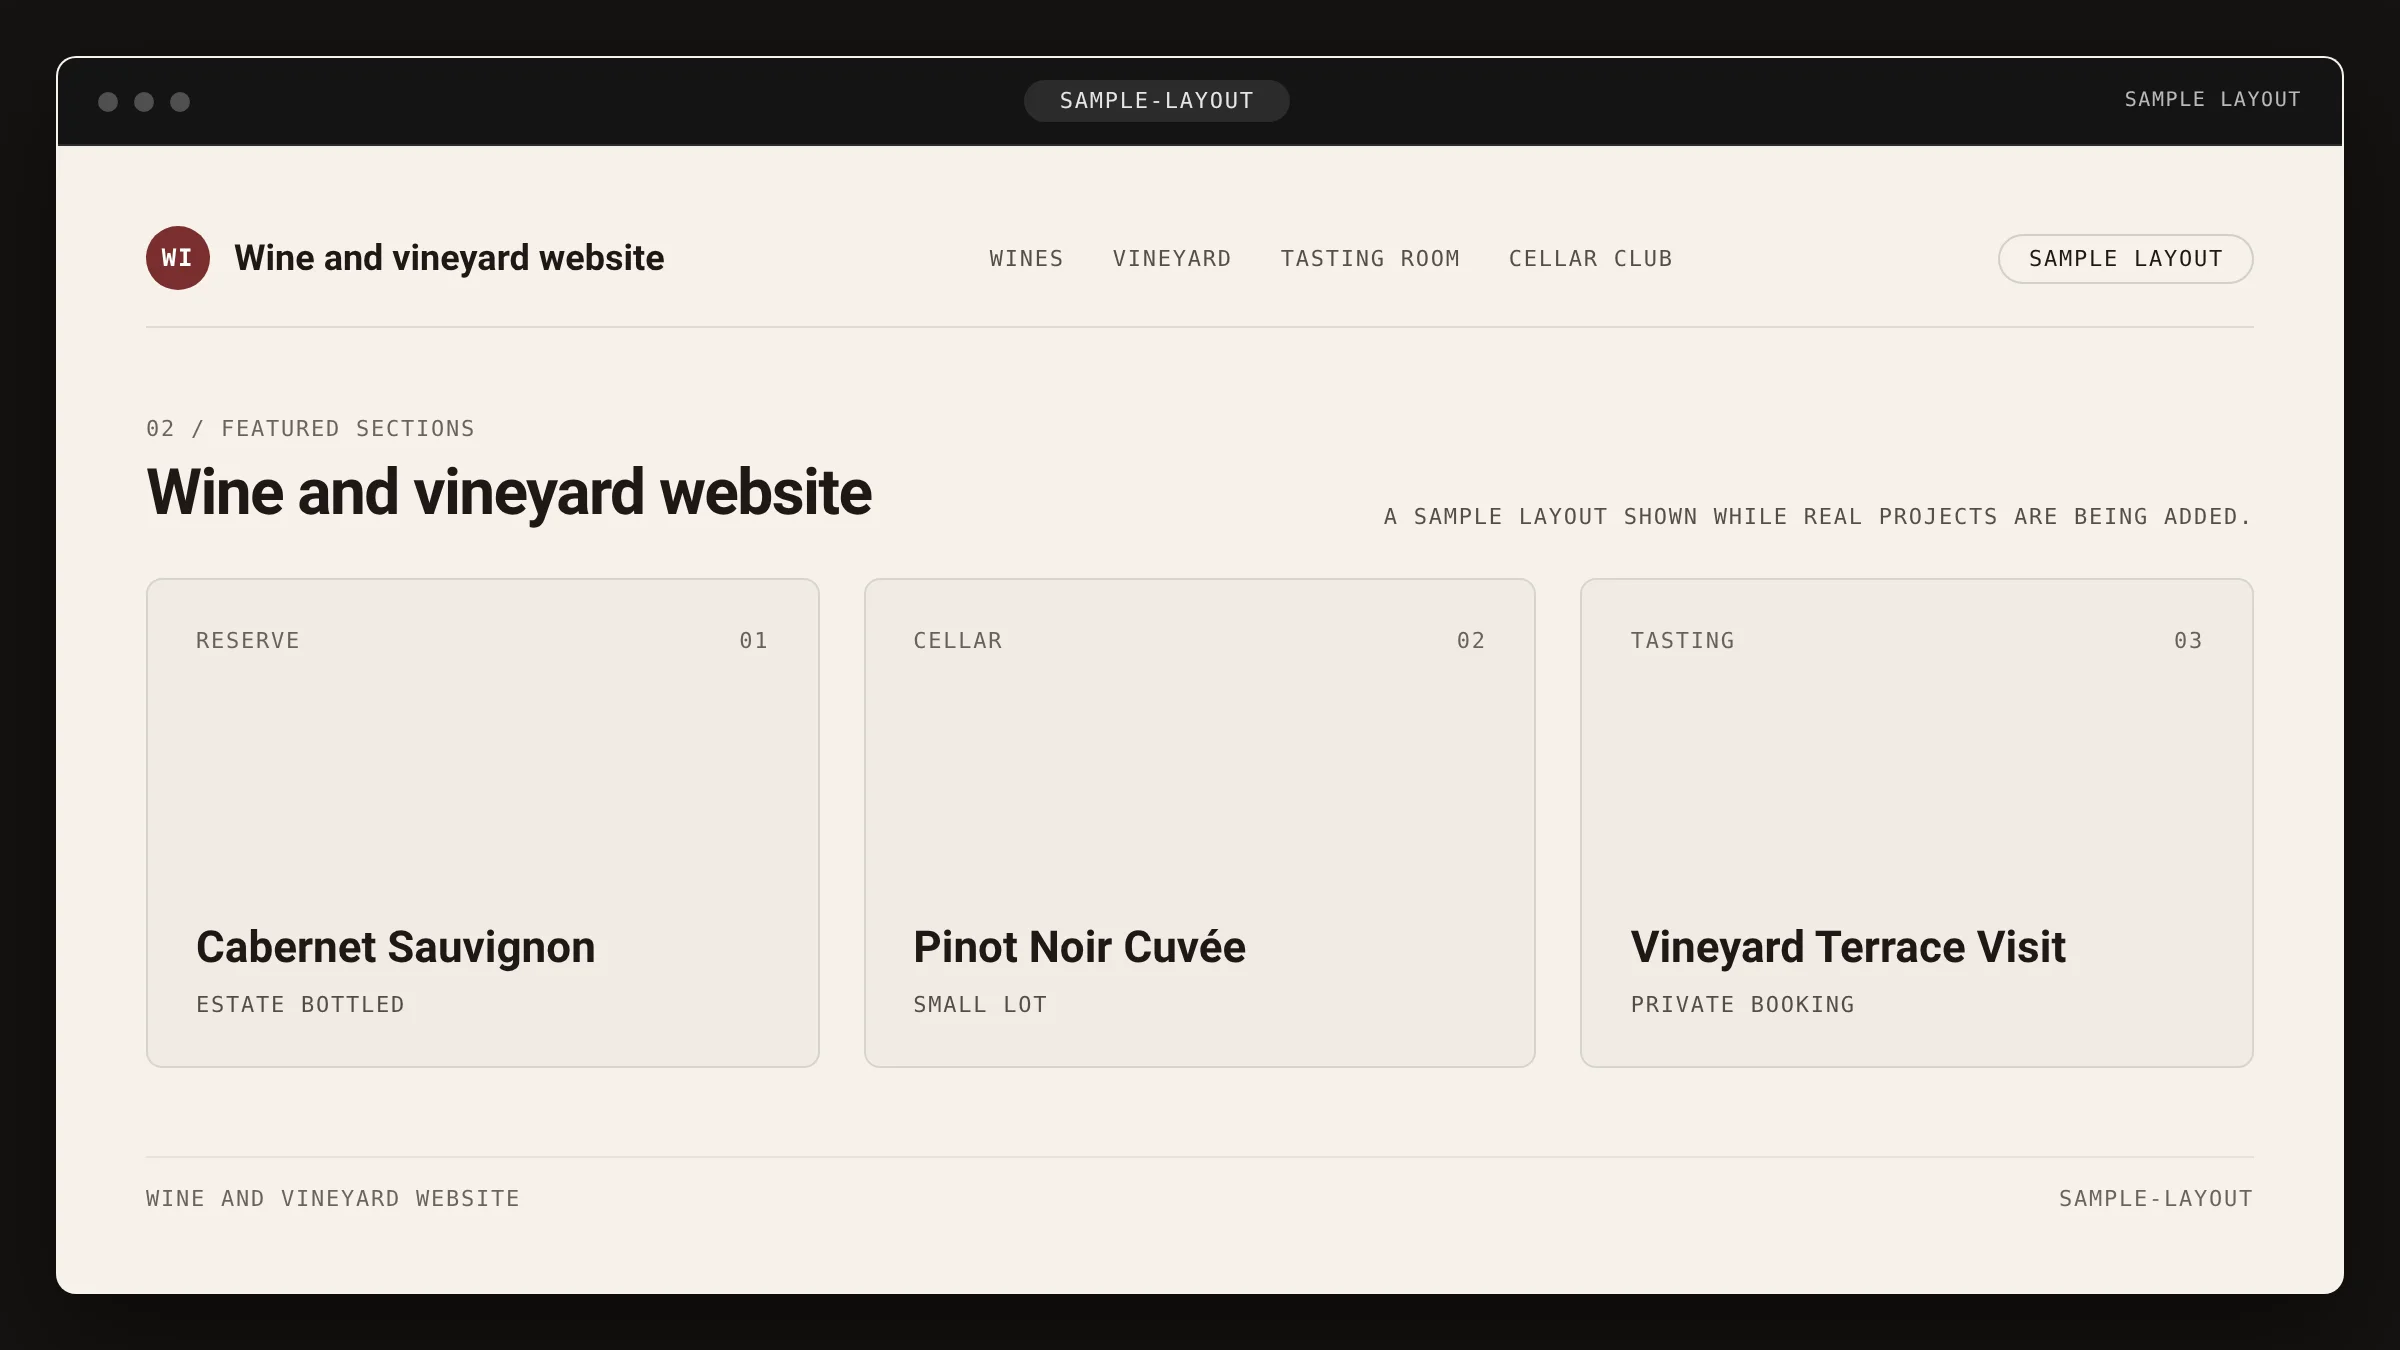 SAMPLE-LAYOUT
SAMPLE LAYOUT
WI
Wine and vineyard website
WINES
VINEYARD
TASTING ROOM
CELLAR CLUB
SAMPLE LAYOUT
02 / FEATURED SECTIONS
Wine and vineyard website
A SAMPLE LAYOUT SHOWN WHILE REAL PROJECTS ARE BEING ADDED.
RESERVE
01
Cabernet Sauvignon
ESTATE BOTTLED
CELLAR
02
Pinot Noir Cuvée
SMALL LOT
TASTING
03
Vineyard Terrace Visit
PRIVATE BOOKING
WINE AND VINEYARD WEBSITE
SAMPLE-LAYOUT